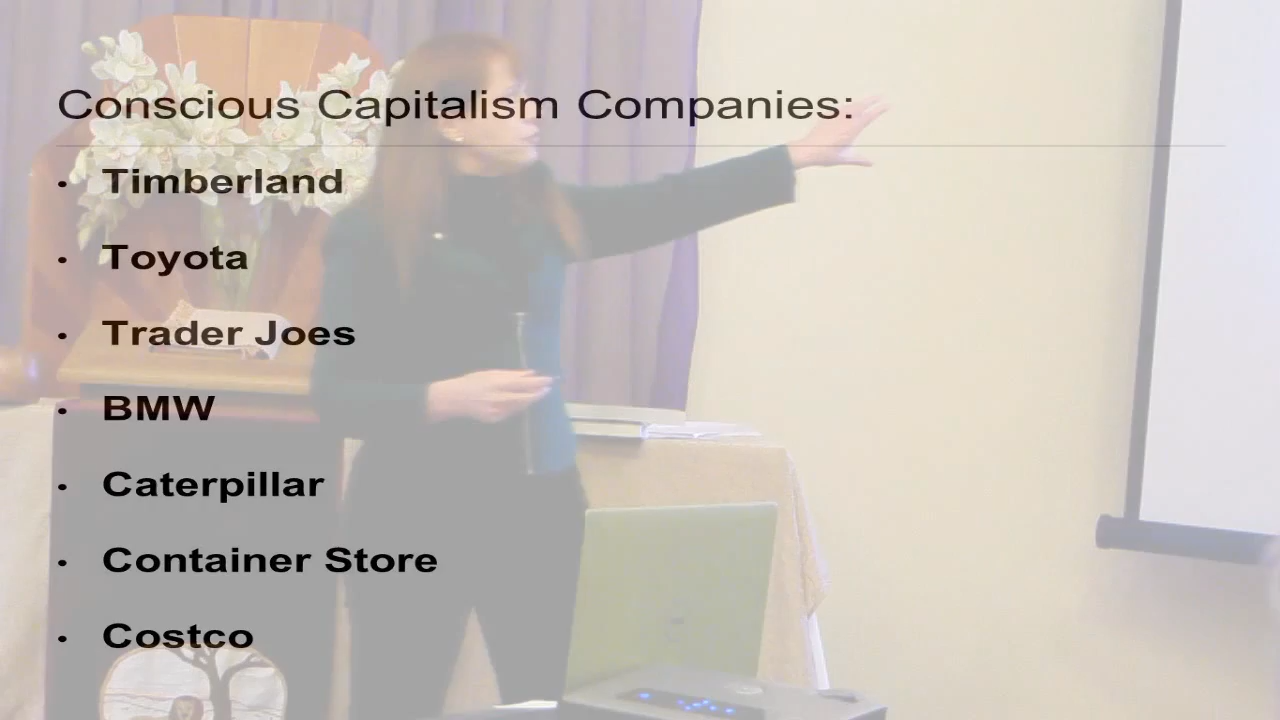 Conscious Capitalism Companies:
• Timberland
• Toyota
• Trader Joes
• BMW
• Caterpillar
• Container Store
• Costco